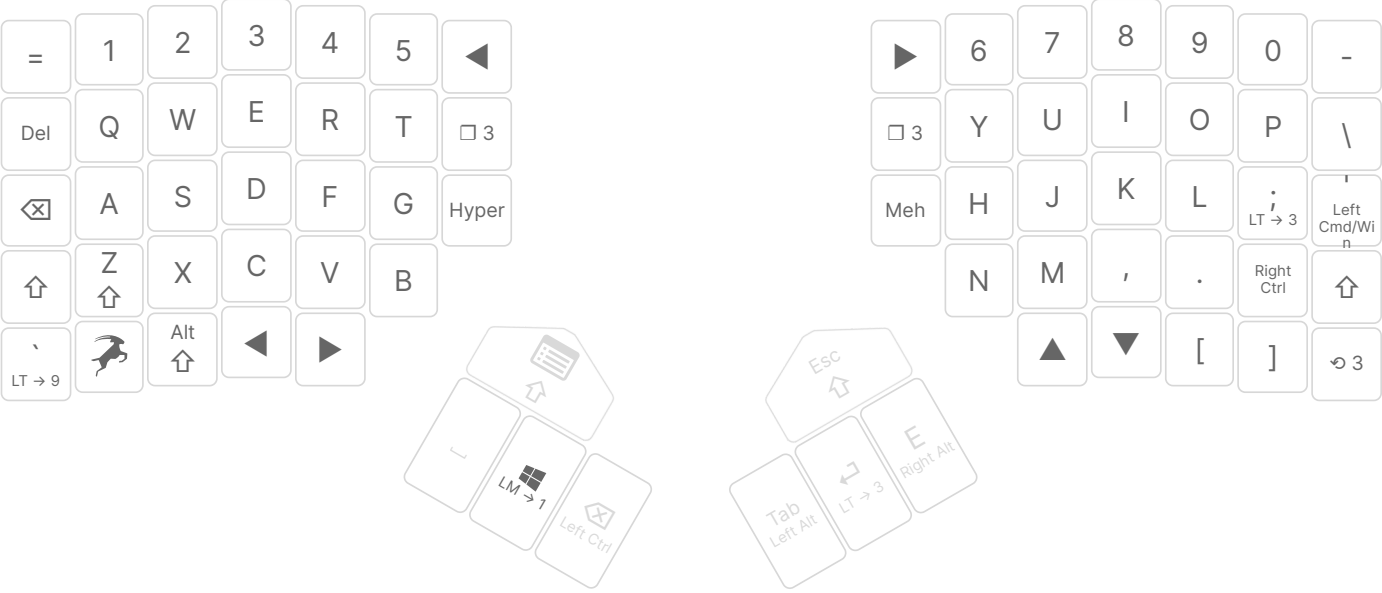 = 1 2 3 4 5 ◀ ▶ 6 7 8 9 0 -
Del Q W E R T ❐ 3 ❐ 3 Y U I O P \
⌫ A S D F G Hyper Meh H J K L ; '
LT → 3 Left
Cmd/Wi
n
⇧ Z X C V B N M , . Right ⇧
⇧ Ctrl
` Alt ◀ ▶ ▲ ▼ [ ] ⟲ 3
LT → 9 ⇧
Esc
⇧ ⇧
E
Right Alt
LM → 1
LT → 3
⌫
Left Ctrl
Tab
Left Alt